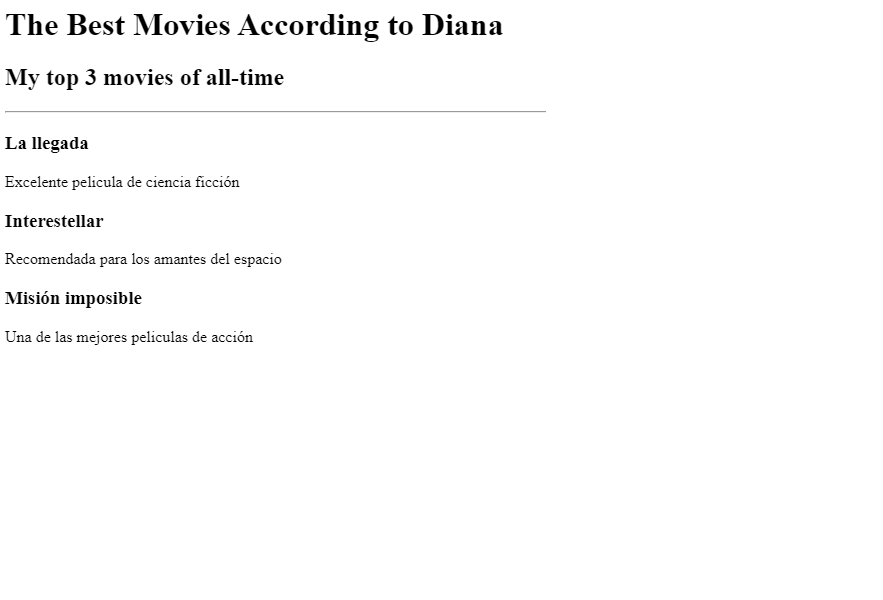 The Best Movies According to Diana
My top 3 movies of all-time
La llegada
Excelente pelicula de ciencia ficción
Interestellar
Recomendada para los amantes del espacio
Misión imposible
Una de las mejores peliculas de acción